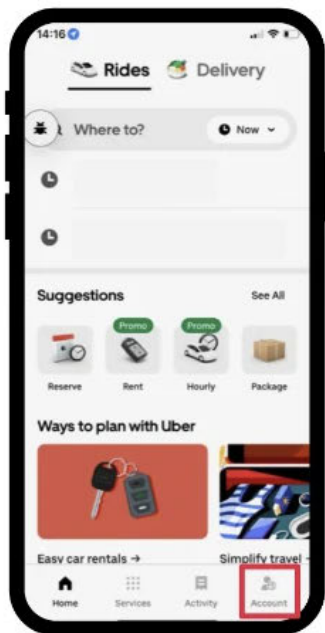 14:16
Rides Delivery
Where to? Now
Suggestions See All
Promo Promo
Reserve Rent Hourly Package
Ways to plan with Uber
Easy car rentals → Simplify travel
Home Services Activity Account